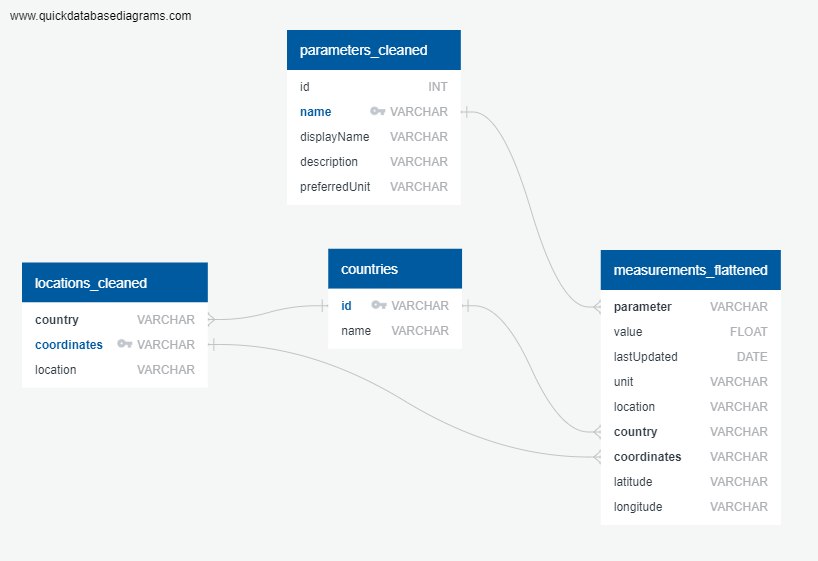 www.quickdatabasediagrams.com
parameters_cleaned
id INT
name VARCHAR
displayName VARCHAR
description VARCHAR
preferredUnit VARCHAR
locations_cleaned
country VARCHAR
coordinates VARCHAR
location VARCHAR
countries
id VARCHAR
name VARCHAR
measurements_flattened
parameter VARCHAR
value FLOAT
lastUpdated DATE
unit VARCHAR
location VARCHAR
country VARCHAR
coordinates VARCHAR
latitude VARCHAR
longitude VARCHAR